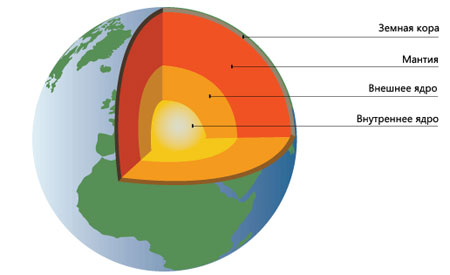 Земная кора
Мантия
Внешнее ядро
Внутреннее ядро